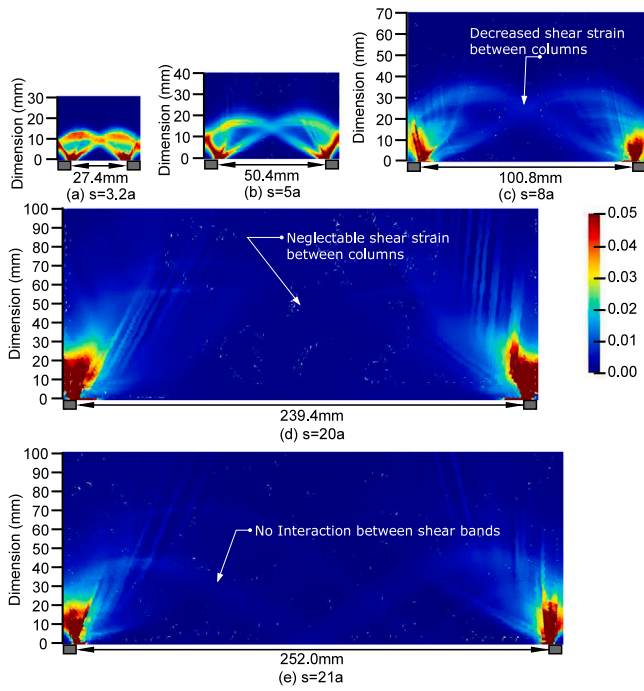 70
60
50
40
30
20
10
0
Dimension (mm)
Decreased shear strain
between columns
100.8mm
(c) s=8a
40
30
20
10
0
Dimension (mm)
50.4mm
(b) s=5a
30
20
10
0
Dimension (mm)
27.4mm
(a) s=3,2a
100
90
80
70
60
50
40
30
20
10
0
Dimension (mm)
Neglectable shear strain
between columns
239.4mm
(d) s=20a
0.05
0.04
0.03
0.02
0.01
0.00
100
90
80
70
60
50
40
30
20
10
0
Dimension (mm)
No Interaction between shear bands
252.0mm
(e) s=21a